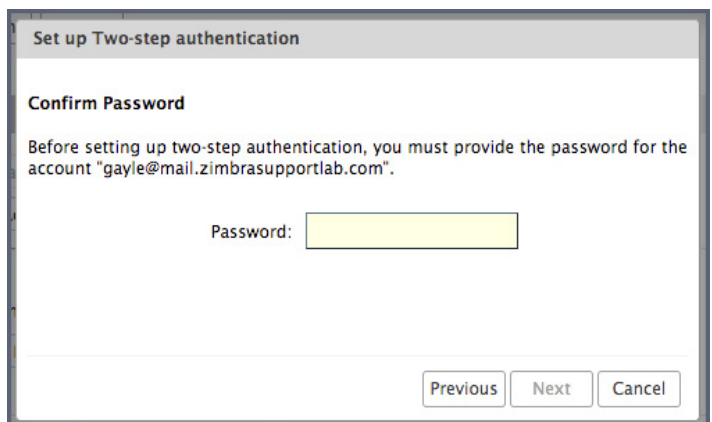 Set up Two-step authentication
Confirm Password
Before setting up two-step authentication, you must provide the password for the
account "gayle@mail.zimbrasupportlab.com".
Password:
Previous Next Cancel